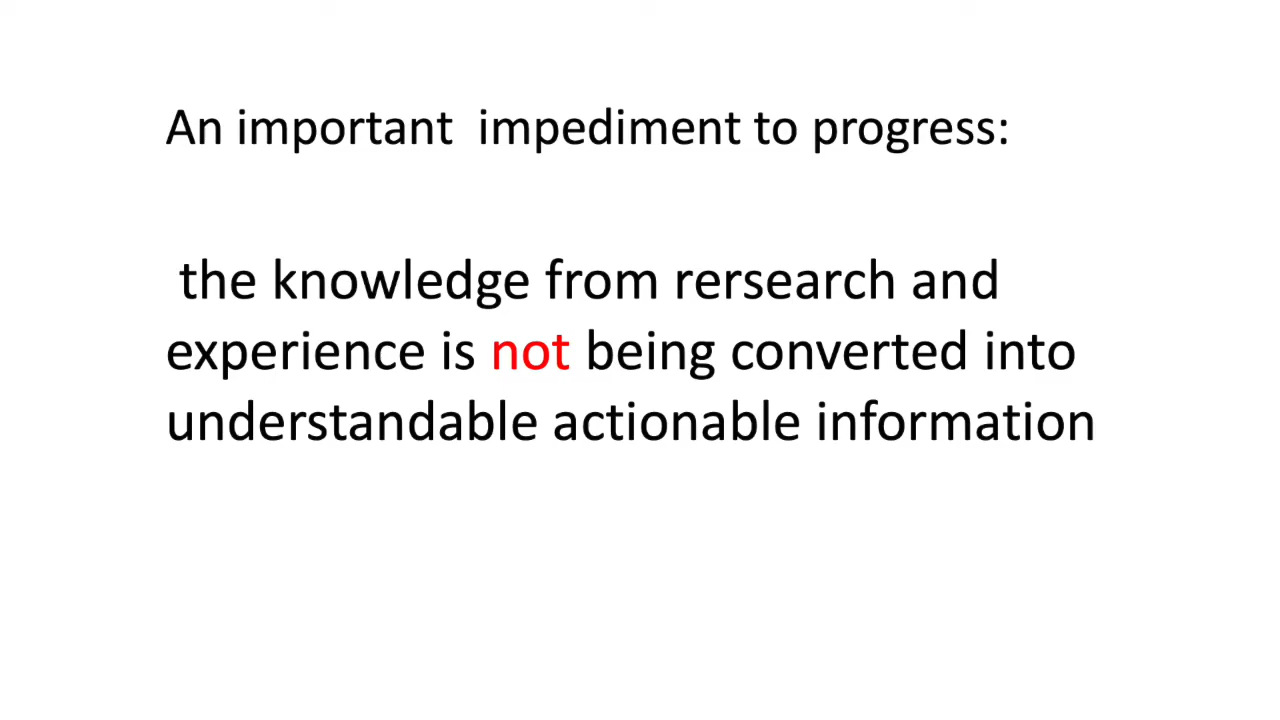 An important  impediment to progress:
the knowledge from rersearch and
experience is not being converted into
understandable actionable information